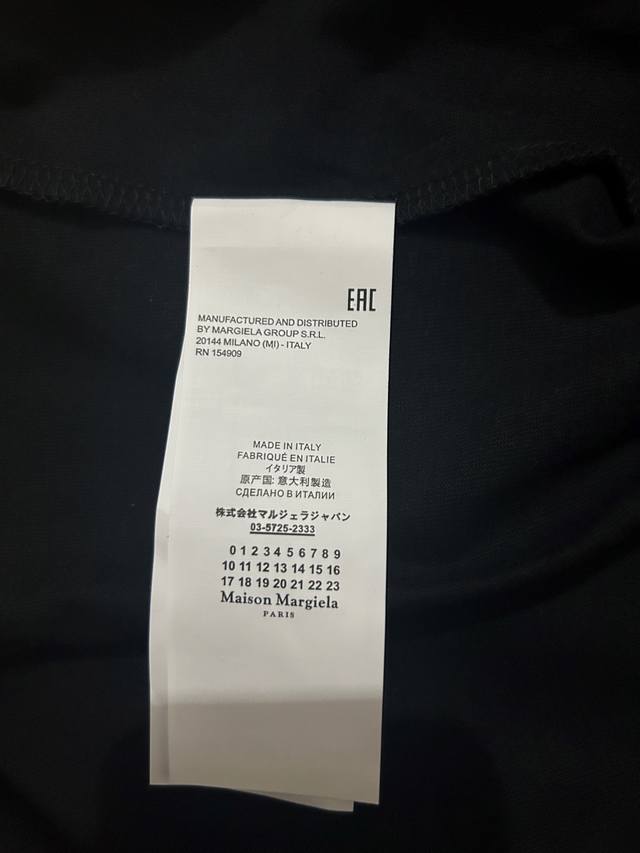 EAC
MANUFACTURED AND DISTRIBUTED
BY MARGIELA GROUP S.R.L.
20144 MILANO (MI) - ITALY
RN 154909
MADE IN ITALY
FABRIQUÉ EN ITALIE
イタリア製
原产国: 意大利製造
СДЕЛАНО В ИТАЛИИ
株式会社マルジェラジャパン
03-5725-2333
0 1 2 3 4 5 6 7 8 9
10 11 12 13 14 15 16
17 18 19 20 21 22 23
Maison Margiela
PARIS